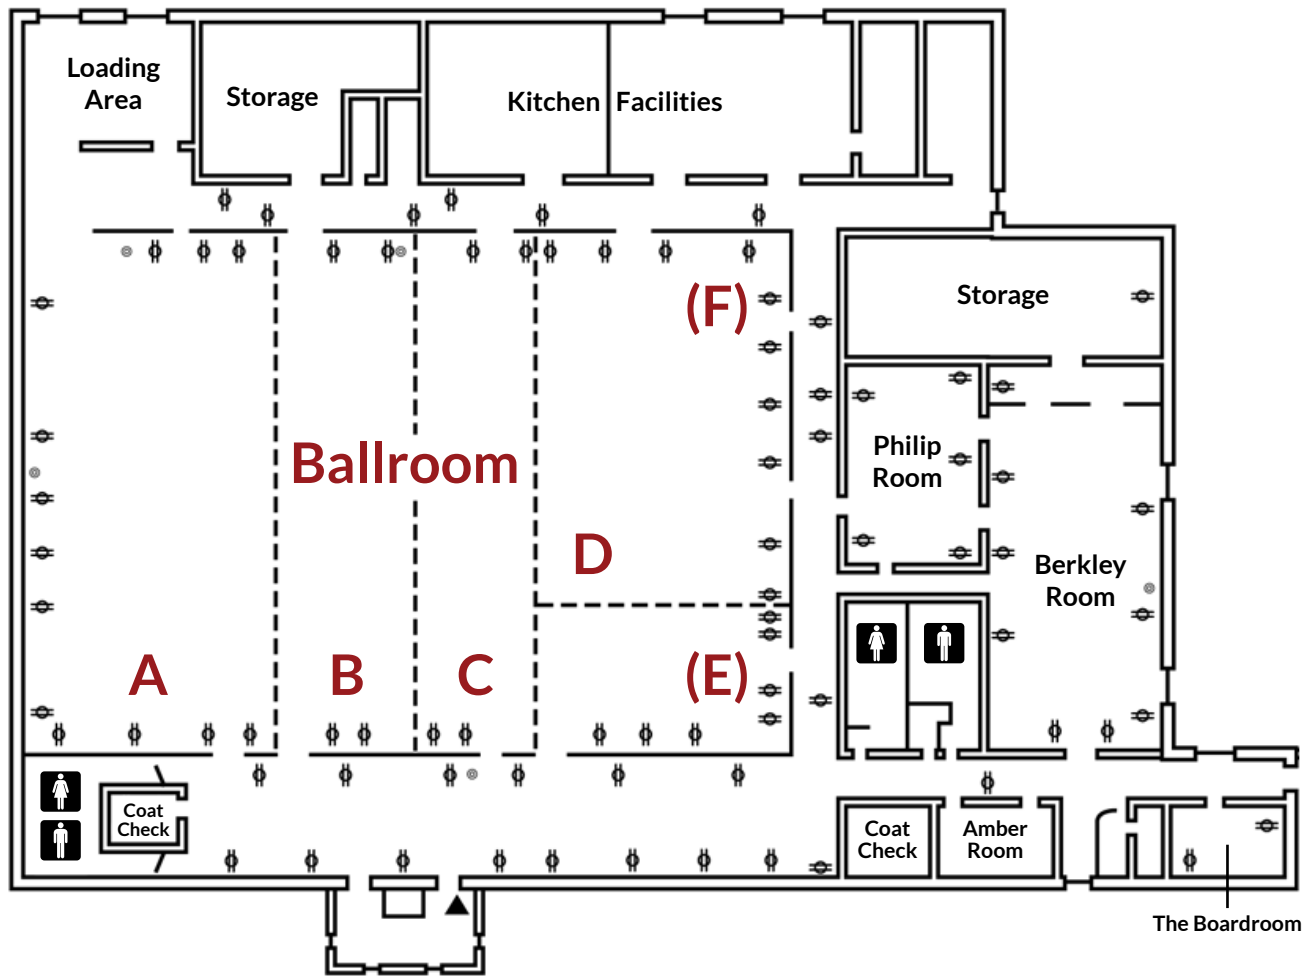 Loading
Area
Storage
Kitchen Facilities
(F)
Storage
Ballroom
Philip
Room
D
Berkley
Room
A
B
C
(E)
Coat
Check
Coat
Check
Amber
Room
The Boardroom